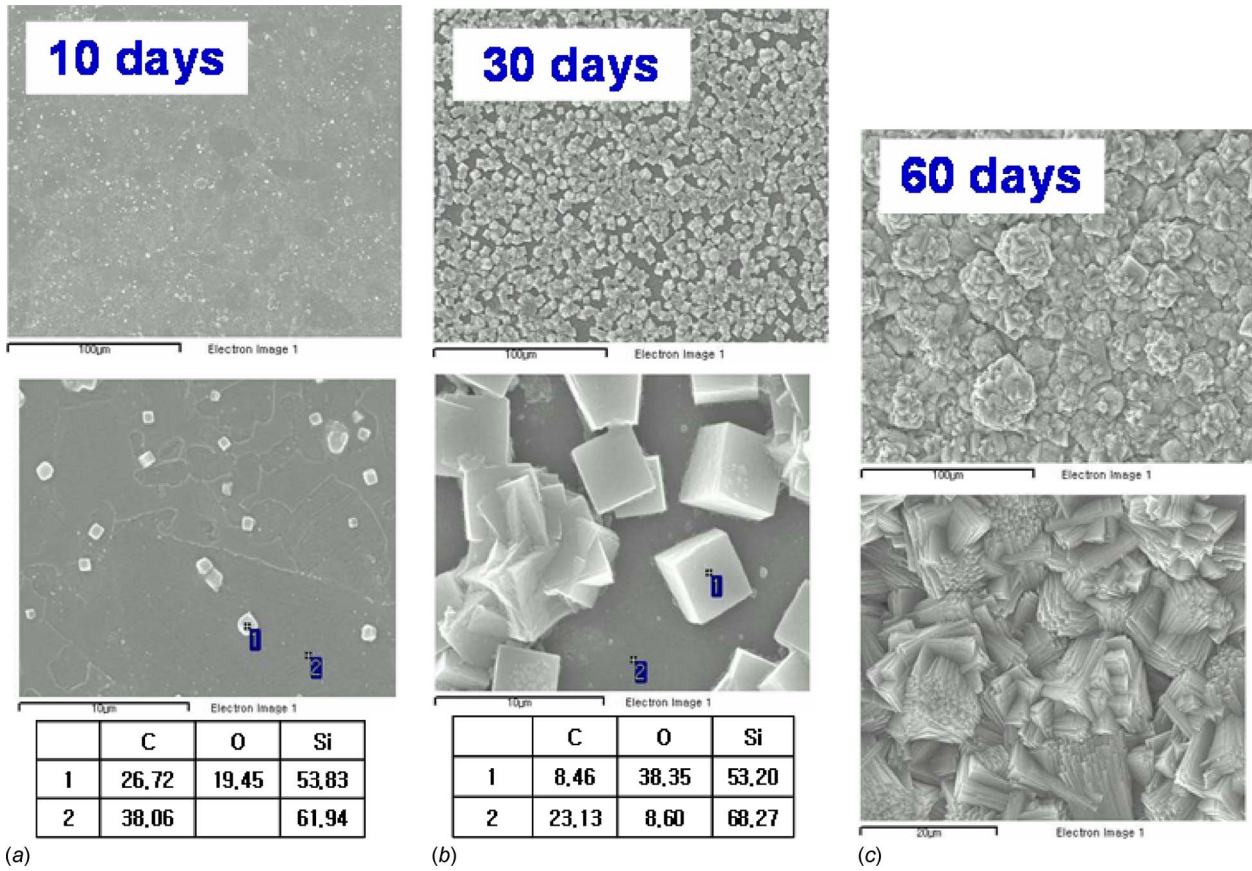 10 days
100µm
Electron Image 1
1
2
10µm
Electron Image 1
C O Si
1 26,72 19,45 53,83
2 38,06 61,94
(a)
30 days
100µm
Electron Image 1
1
2
10µm
Electron Image 1
C O Si
1 8,46 38,35 53,20
2 23,13 8,60 68,27
(b)
60 days
100µm
Electron Image 1
20µm
Electron Image 1
(c)